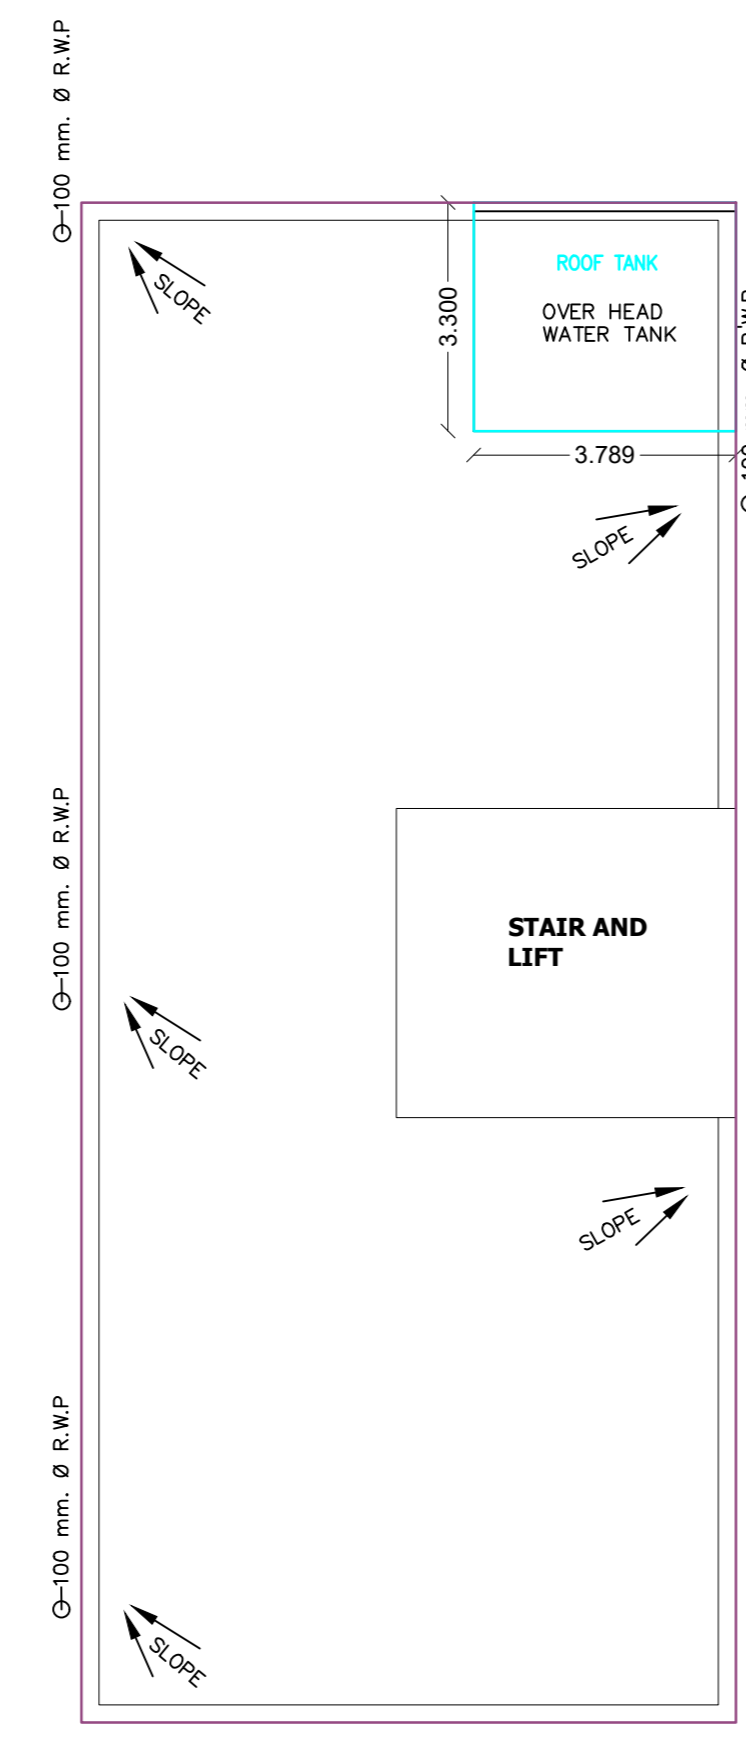 100 mm. Ø R.W.P
ROOF TANK
OVER HEAD
WATER TANK
3.300
3.789
SLOPE
SLOPE
100 mm. Ø R.W.P
STAIR AND
LIFT
SLOPE
SLOPE
100 mm. Ø R.W.P
SLOPE